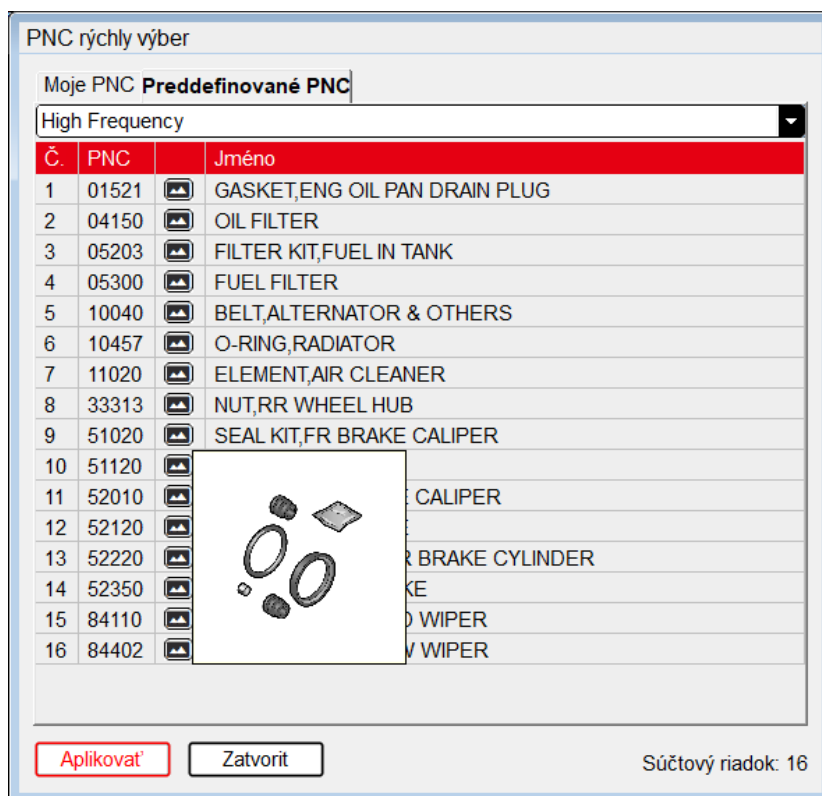 PNC rýchly výber
Moje PNC Preddefinované PNC
High Frequency
Č. PNC Jméno
1 01521 GASKET,ENG OIL PAN DRAIN PLUG
2 04150 OIL FILTER
3 05203 FILTER KIT,FUEL IN TANK
4 05300 FUEL FILTER
5 10040 BELT,ALTERNATOR & OTHERS
6 10457 O-RING,RADIATOR
7 11020 ELEMENT,AIR CLEANER
8 33313 NUT,RR WHEEL HUB
9 51020 SEAL KIT,FR BRAKE CALIPER
10 51120
11 52010 CALIPER
12 52120
13 52220 BRAKE CYLINDER
14 52350
15 84110 WIPER
16 84402 WIPER
Aplikovať Zatvorit Súčtový riadok: 16